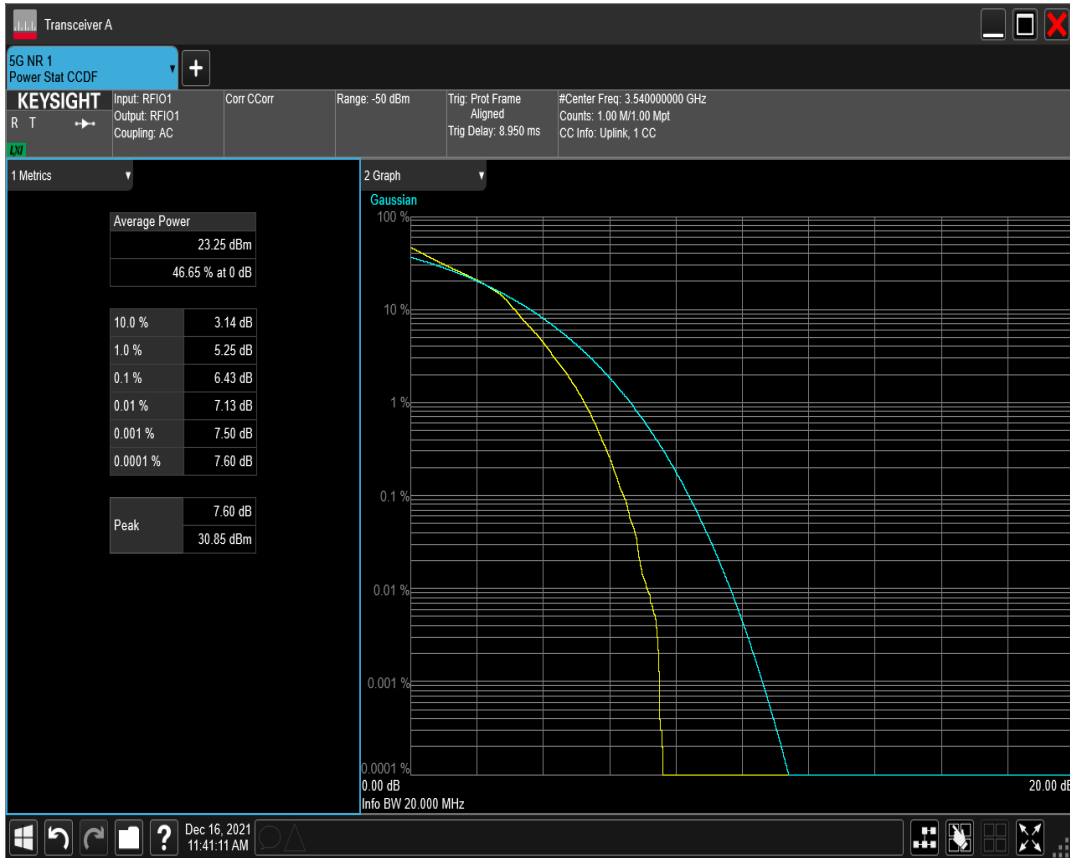 Transceiver A
5G NR 1
Power Stat CCDF
KEYSIGHT
R T
LXI
Input: RFIO1
Output: RFIO1
Coupling: AC
Corr CCorr
Range: -50 dBm
Trig: Prot Frame
Aligned
Trig Delay: 8.950 ms
#Center Freq: 3.540000000 GHz
Counts: 1.00 M/1.00 Mpt
CC Info: Uplink, 1 CC
1 Metrics
Average Power
23.25 dBm
46.65 % at 0 dB
10.0 % 3.14 dB
1.0 % 5.25 dB
0.1 % 6.43 dB
0.01 % 7.13 dB
0.001 % 7.50 dB
0.0001 % 7.60 dB
Peak
7.60 dB
30.85 dBm
2 Graph
Gaussian
100 %
10 %
1 %
0.1 %
0.01 %
0.001 %
0.0001 %
0.00 dB 20.00 dB
Info BW 20.000 MHz
Dec 16, 2021
11:41:11 AM